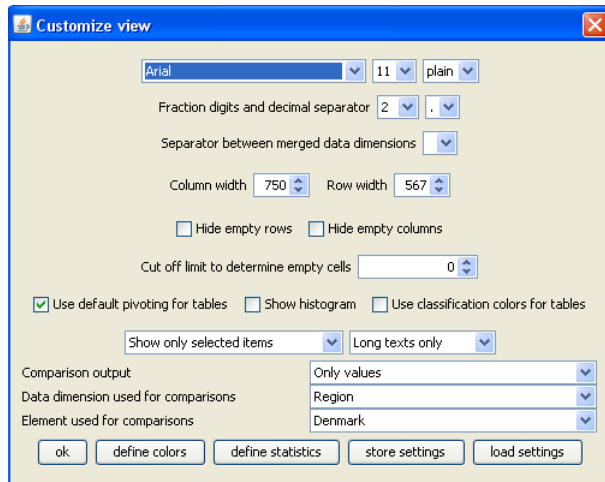 Customize view
Arial 11 plain
Fraction digits and decimal separator 2 .
Separator between merged data dimensions
Column width 750 Row width 567
Hide empty rows Hide empty columns
Cut off limit to determine empty cells 0
Use default pivoting for tables Show histogram Use classification colors for tables
Show only selected items Long texts only
Comparison output Only values
Data dimension used for comparisons Region
Element used for comparisons Denmark
ok define colors define statistics store settings load settings